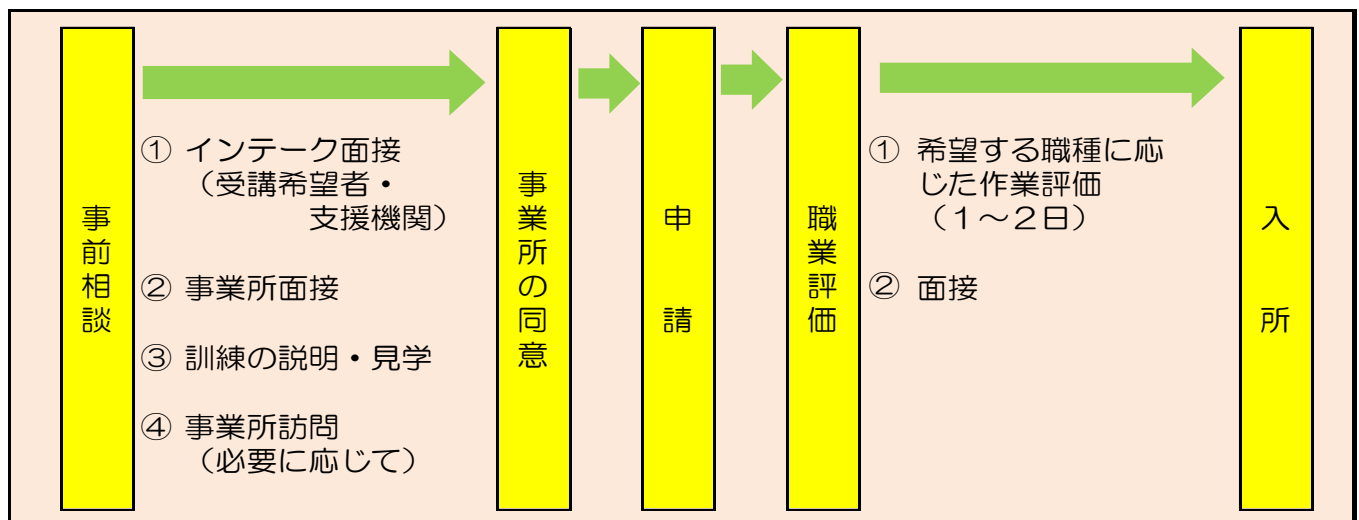 事前相談
① インテーク面接
（受講希望者・
支援機関）
② 事業所面接
③ 訓練の説明・見学
④ 事業所訪問
（必要に応じて）
事業所の同意
申請
職業評価
① 希望する職種に応
じた作業評価
（１～２日）
② 面接
入所